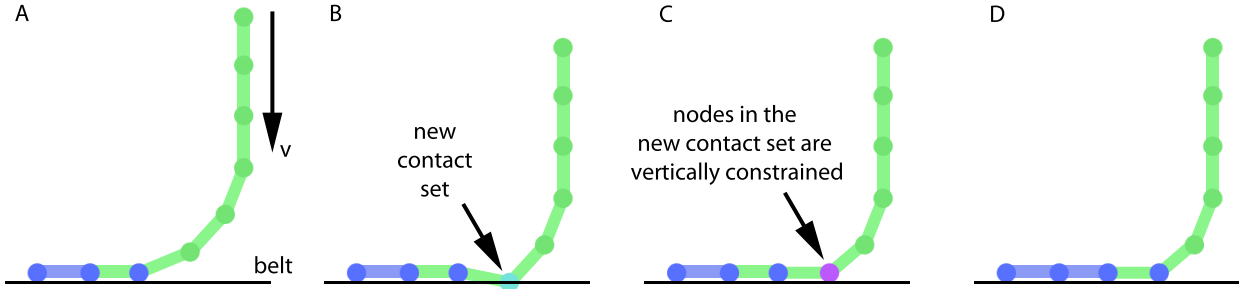 A
v
belt
B
new
contact
set
C
nodes in the
new contact set are
vertically constrained
D